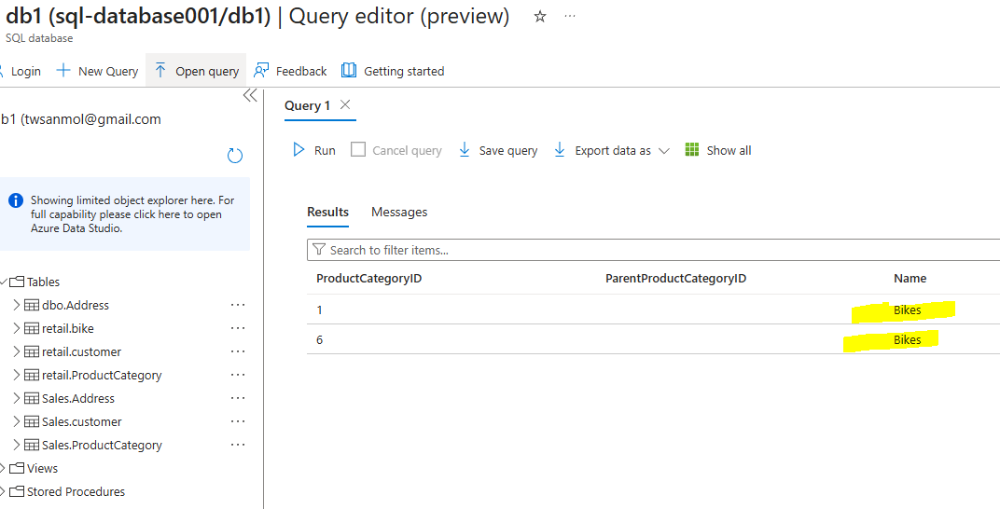 db1 (sql-database001/db1) | Query editor (preview) ☆ ···
SQL database
Login + New Query Open query Feedback Getting started
b1 (twsanmol@gmail.com
Query 1 ×
Run Cancel query Save query Export data as Show all
Showing limited object explorer here. For
full capability please click here to open
Azure Data Studio.
Results Messages
Search to filter items...
ProductCategoryID ParentProductCategoryID Name
1 Bikes
6 Bikes
Tables
dbo.Address ···
retail.bike ···
retail.customer ···
retail.ProductCategory ···
Sales.Address ···
Sales.customer ···
Sales.ProductCategory ···
Views
Stored Procedures